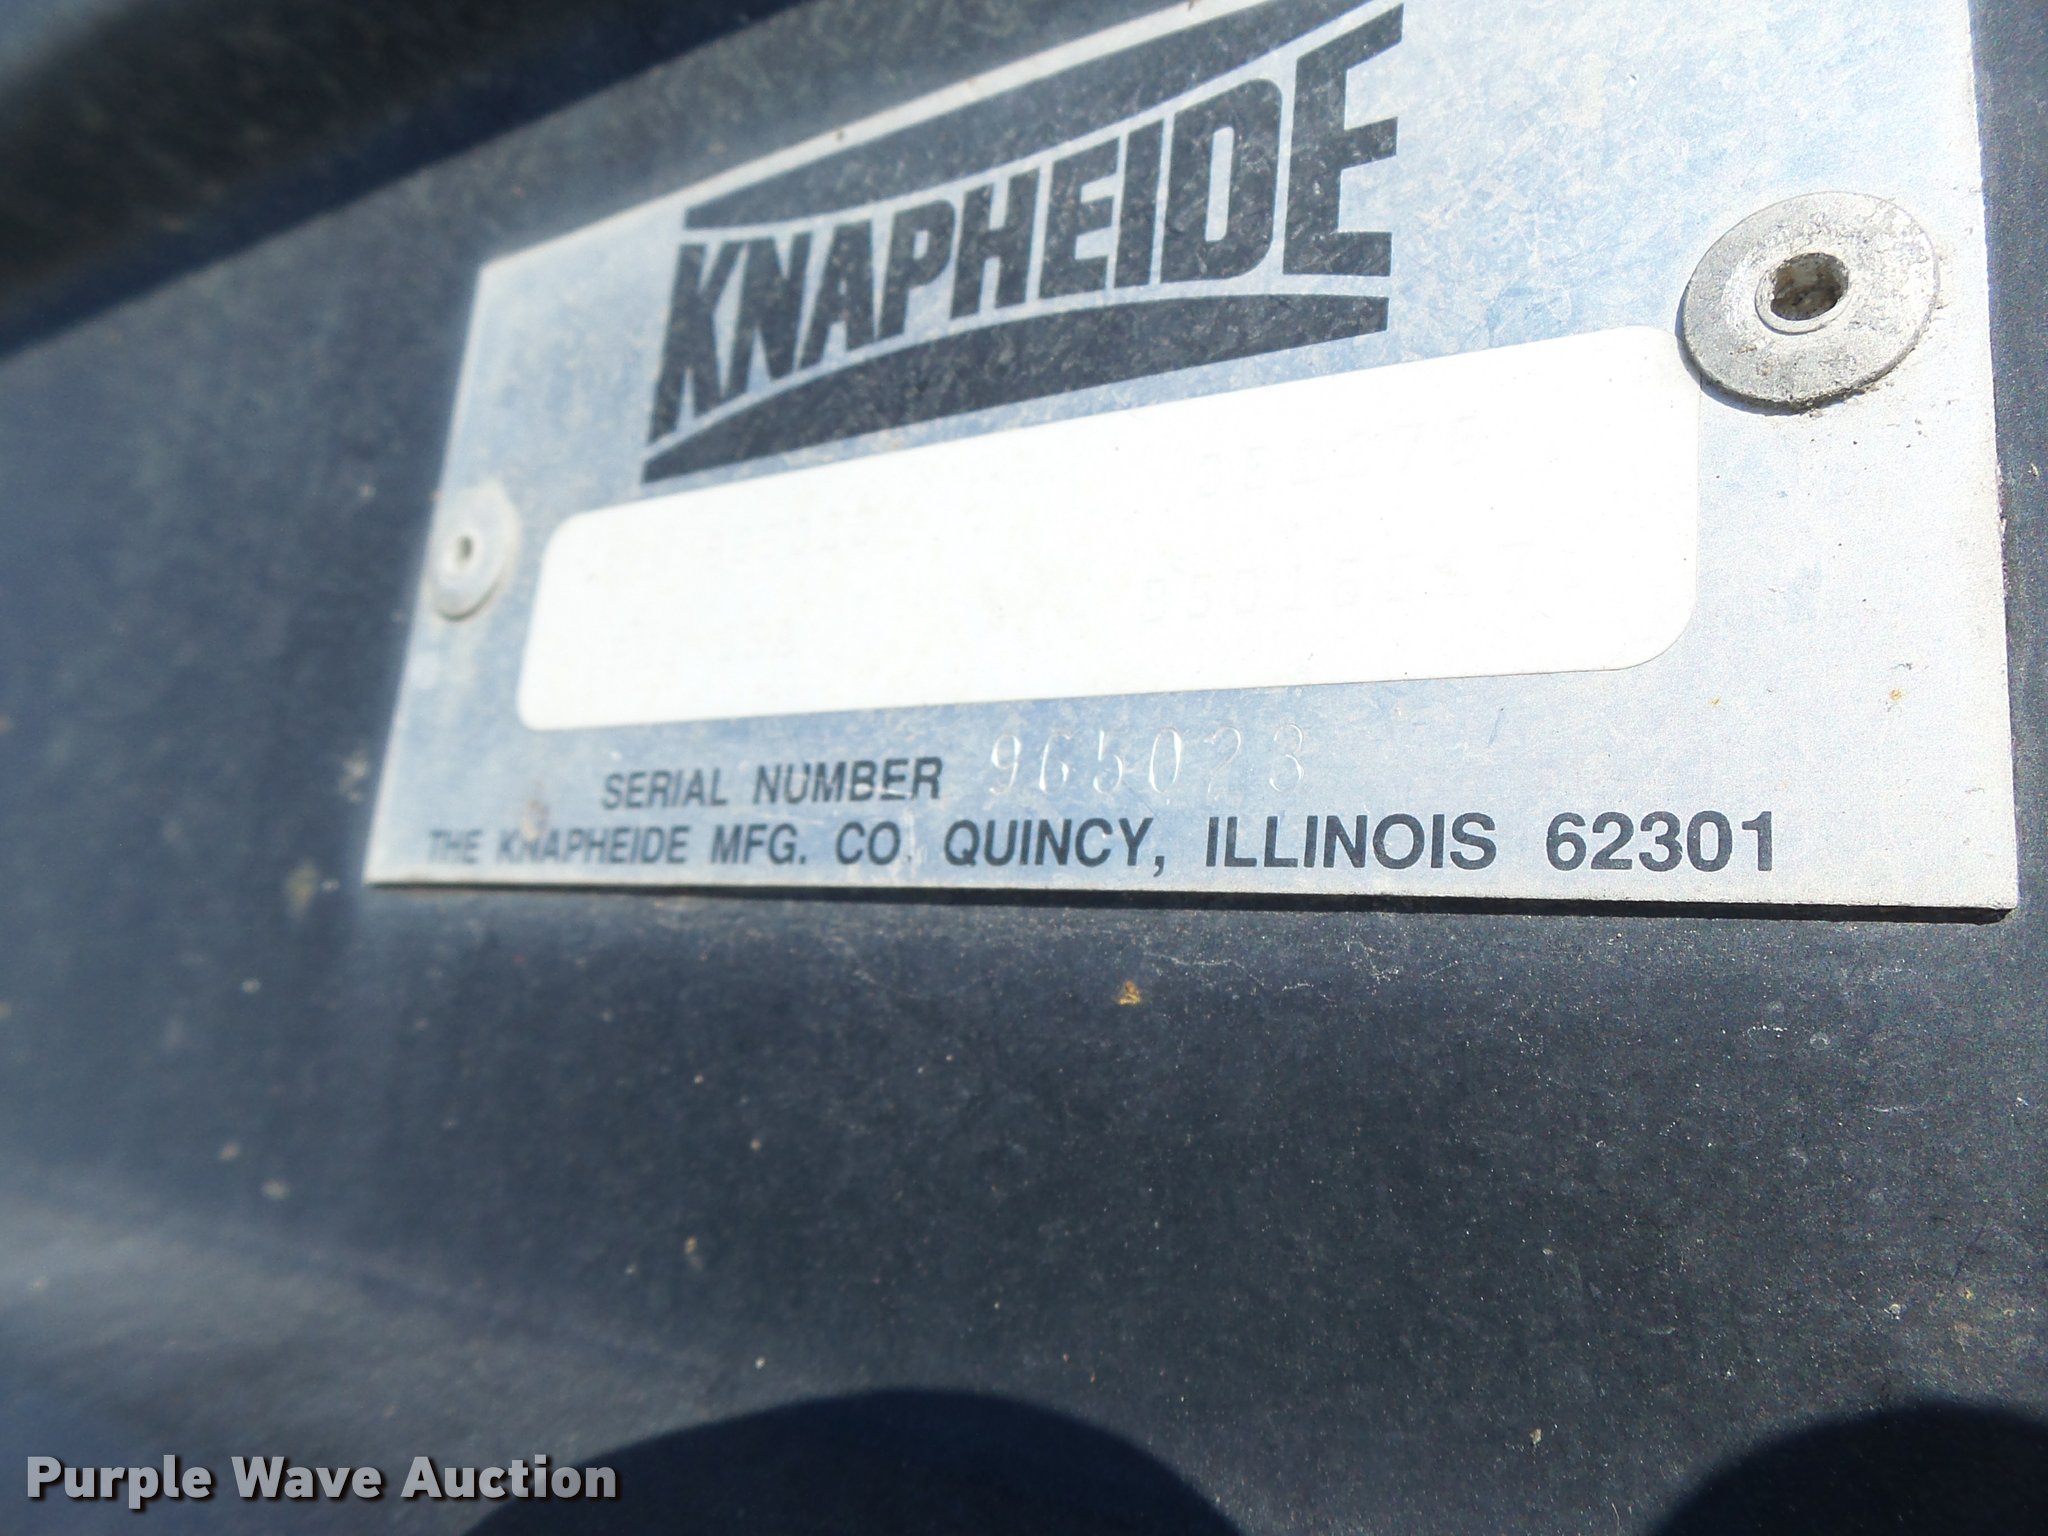 KNAPHEIDE
SERIAL NUMBER 965023
THE KNAPHEIDE MFG. CO. QUINCY, ILLINOIS 62301
Purple Wave Auction